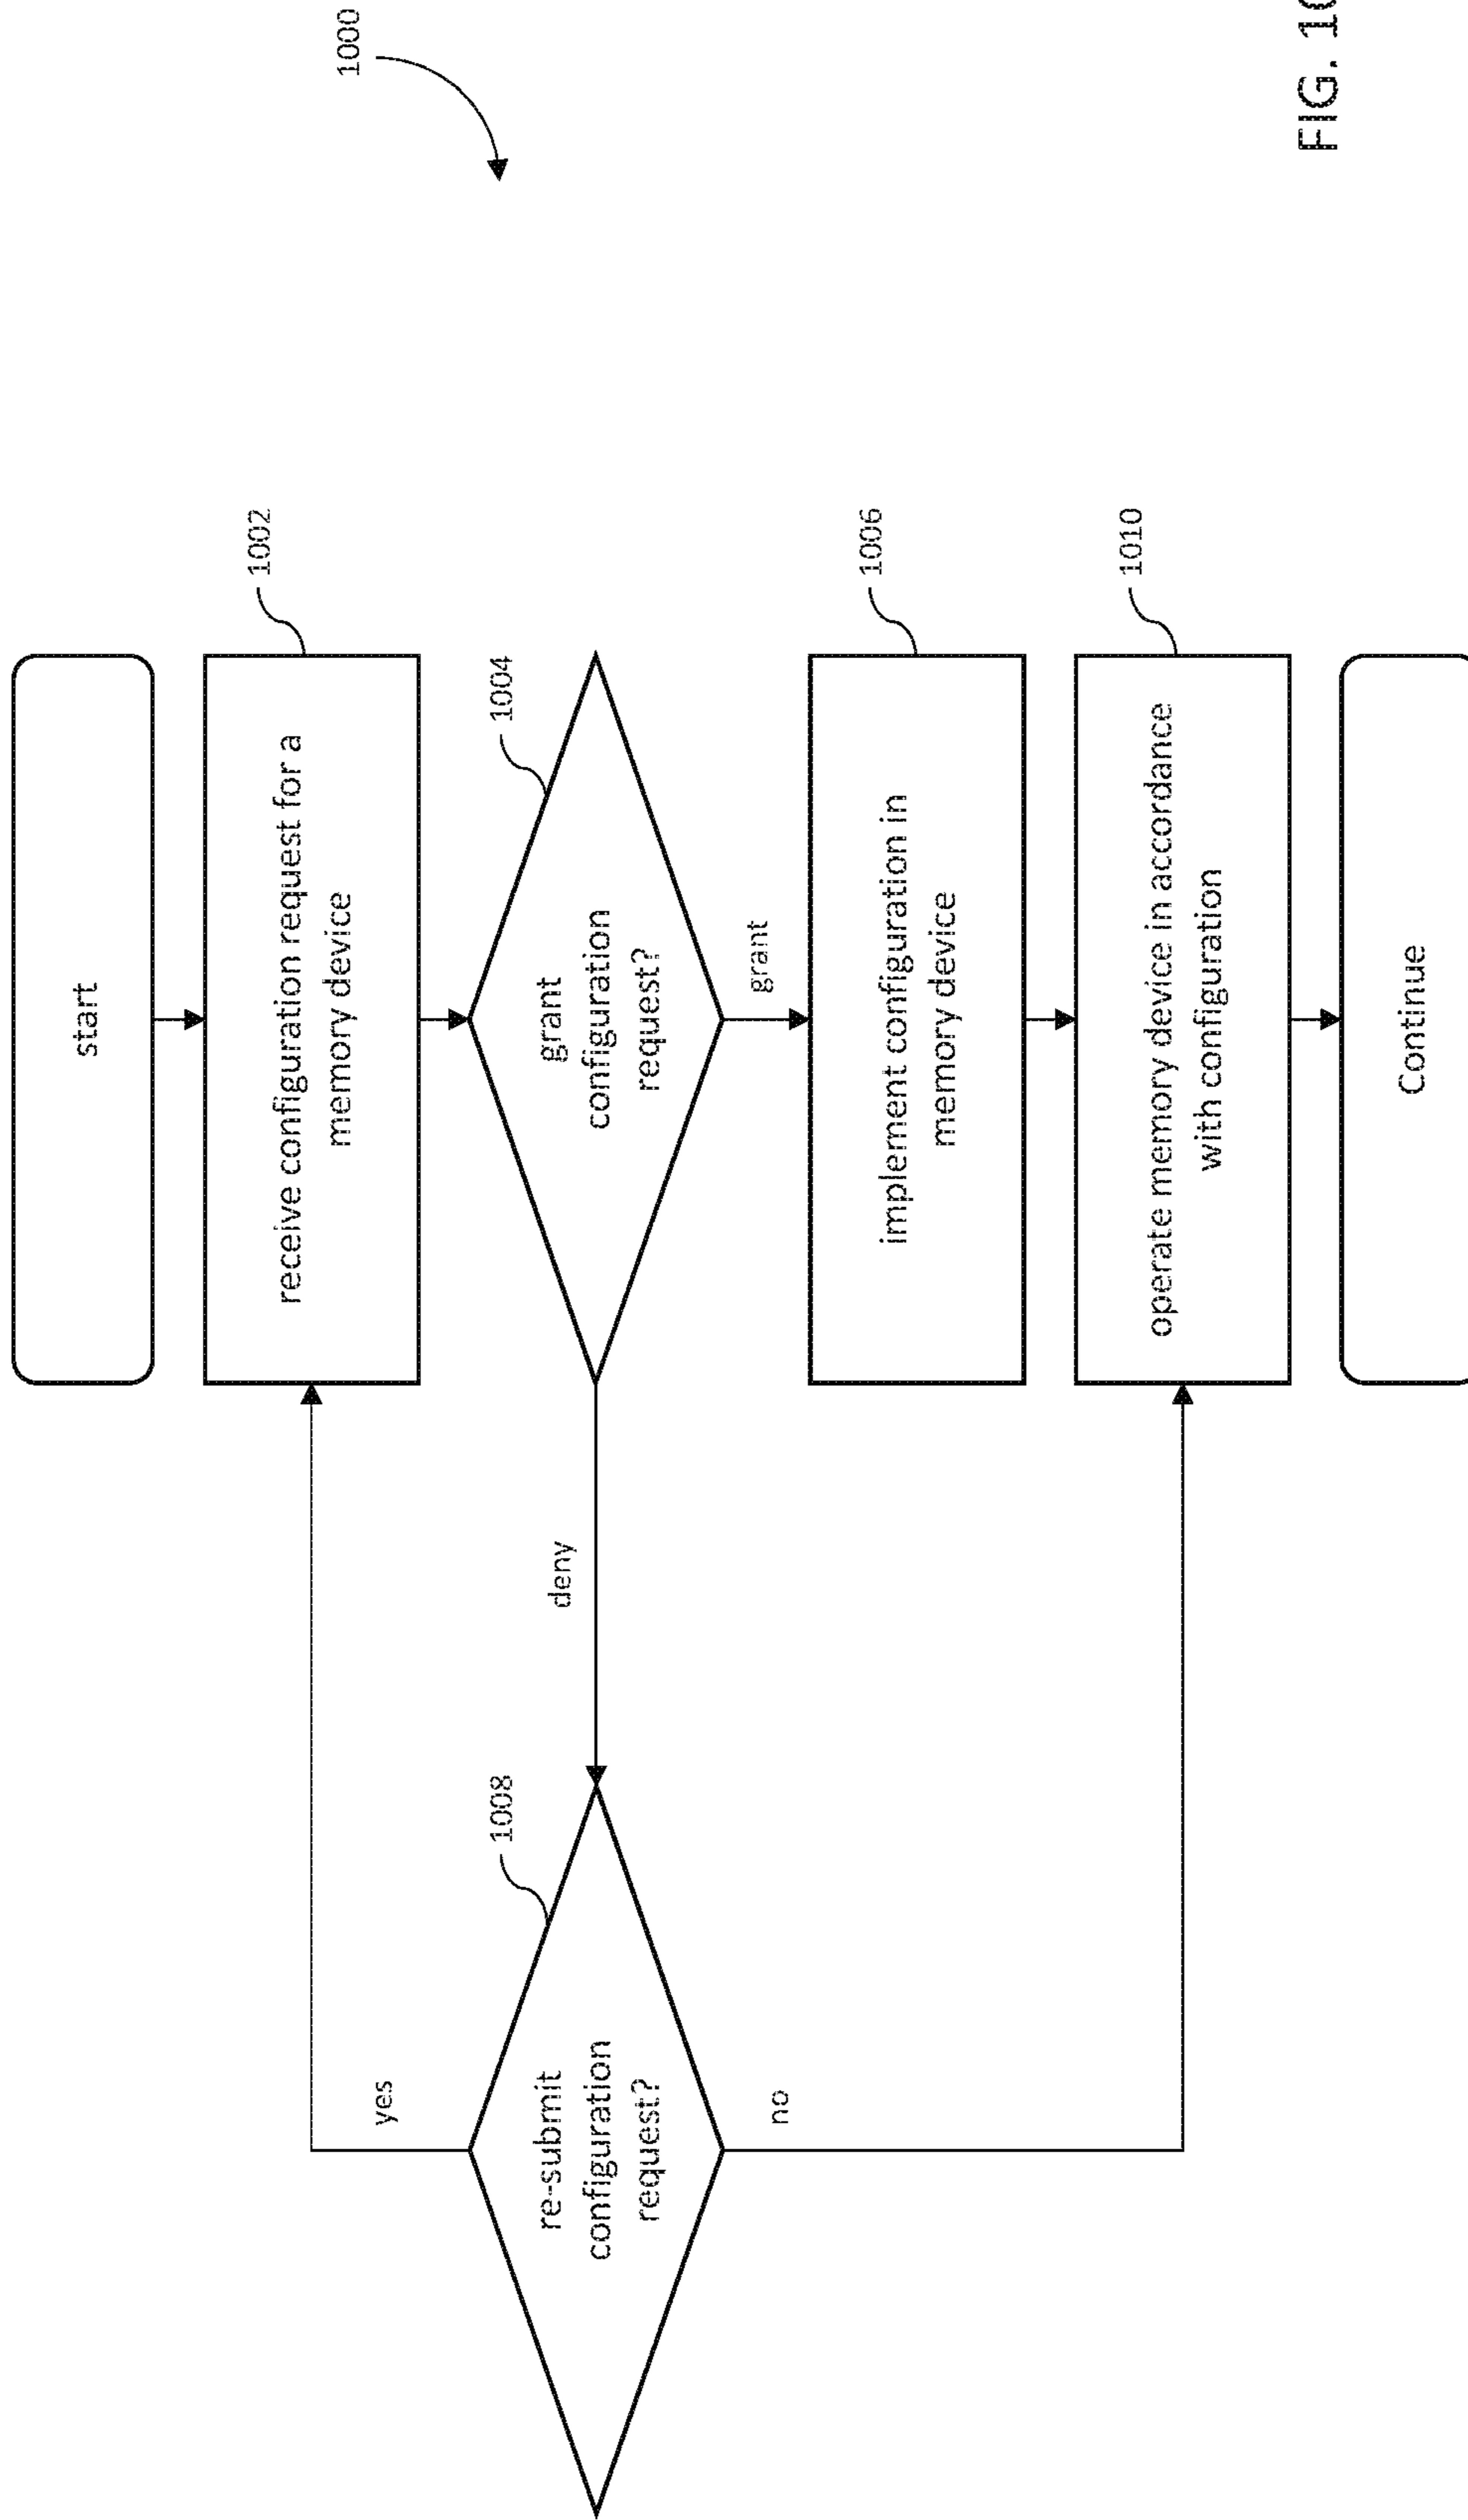 1000
start
1002
receive configuration request for a
memory device
1004
grant
configuration
request?
deny
1008
re-submit
configuration
request?
yes
no
grant
1006
implement configuration in
memory device
1010
operate memory device in accordance
with configuration
Continue
FIG. 10